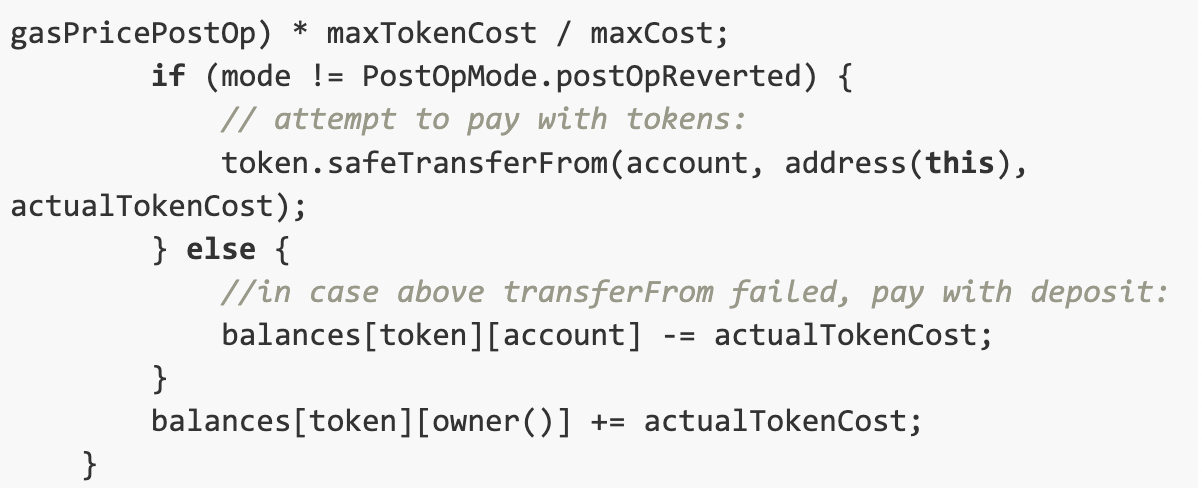 gasPricePostOp) * maxTokenCost / maxCost;
if (mode != PostOpMode.postOpReverted) {
// attempt to pay with tokens:
token.safeTransferFrom(account, address(this),
actualTokenCost);
} else {
//in case above transferFrom failed, pay with deposit:
balances[token][account] -= actualTokenCost;
}
balances[token][owner()] += actualTokenCost;
}